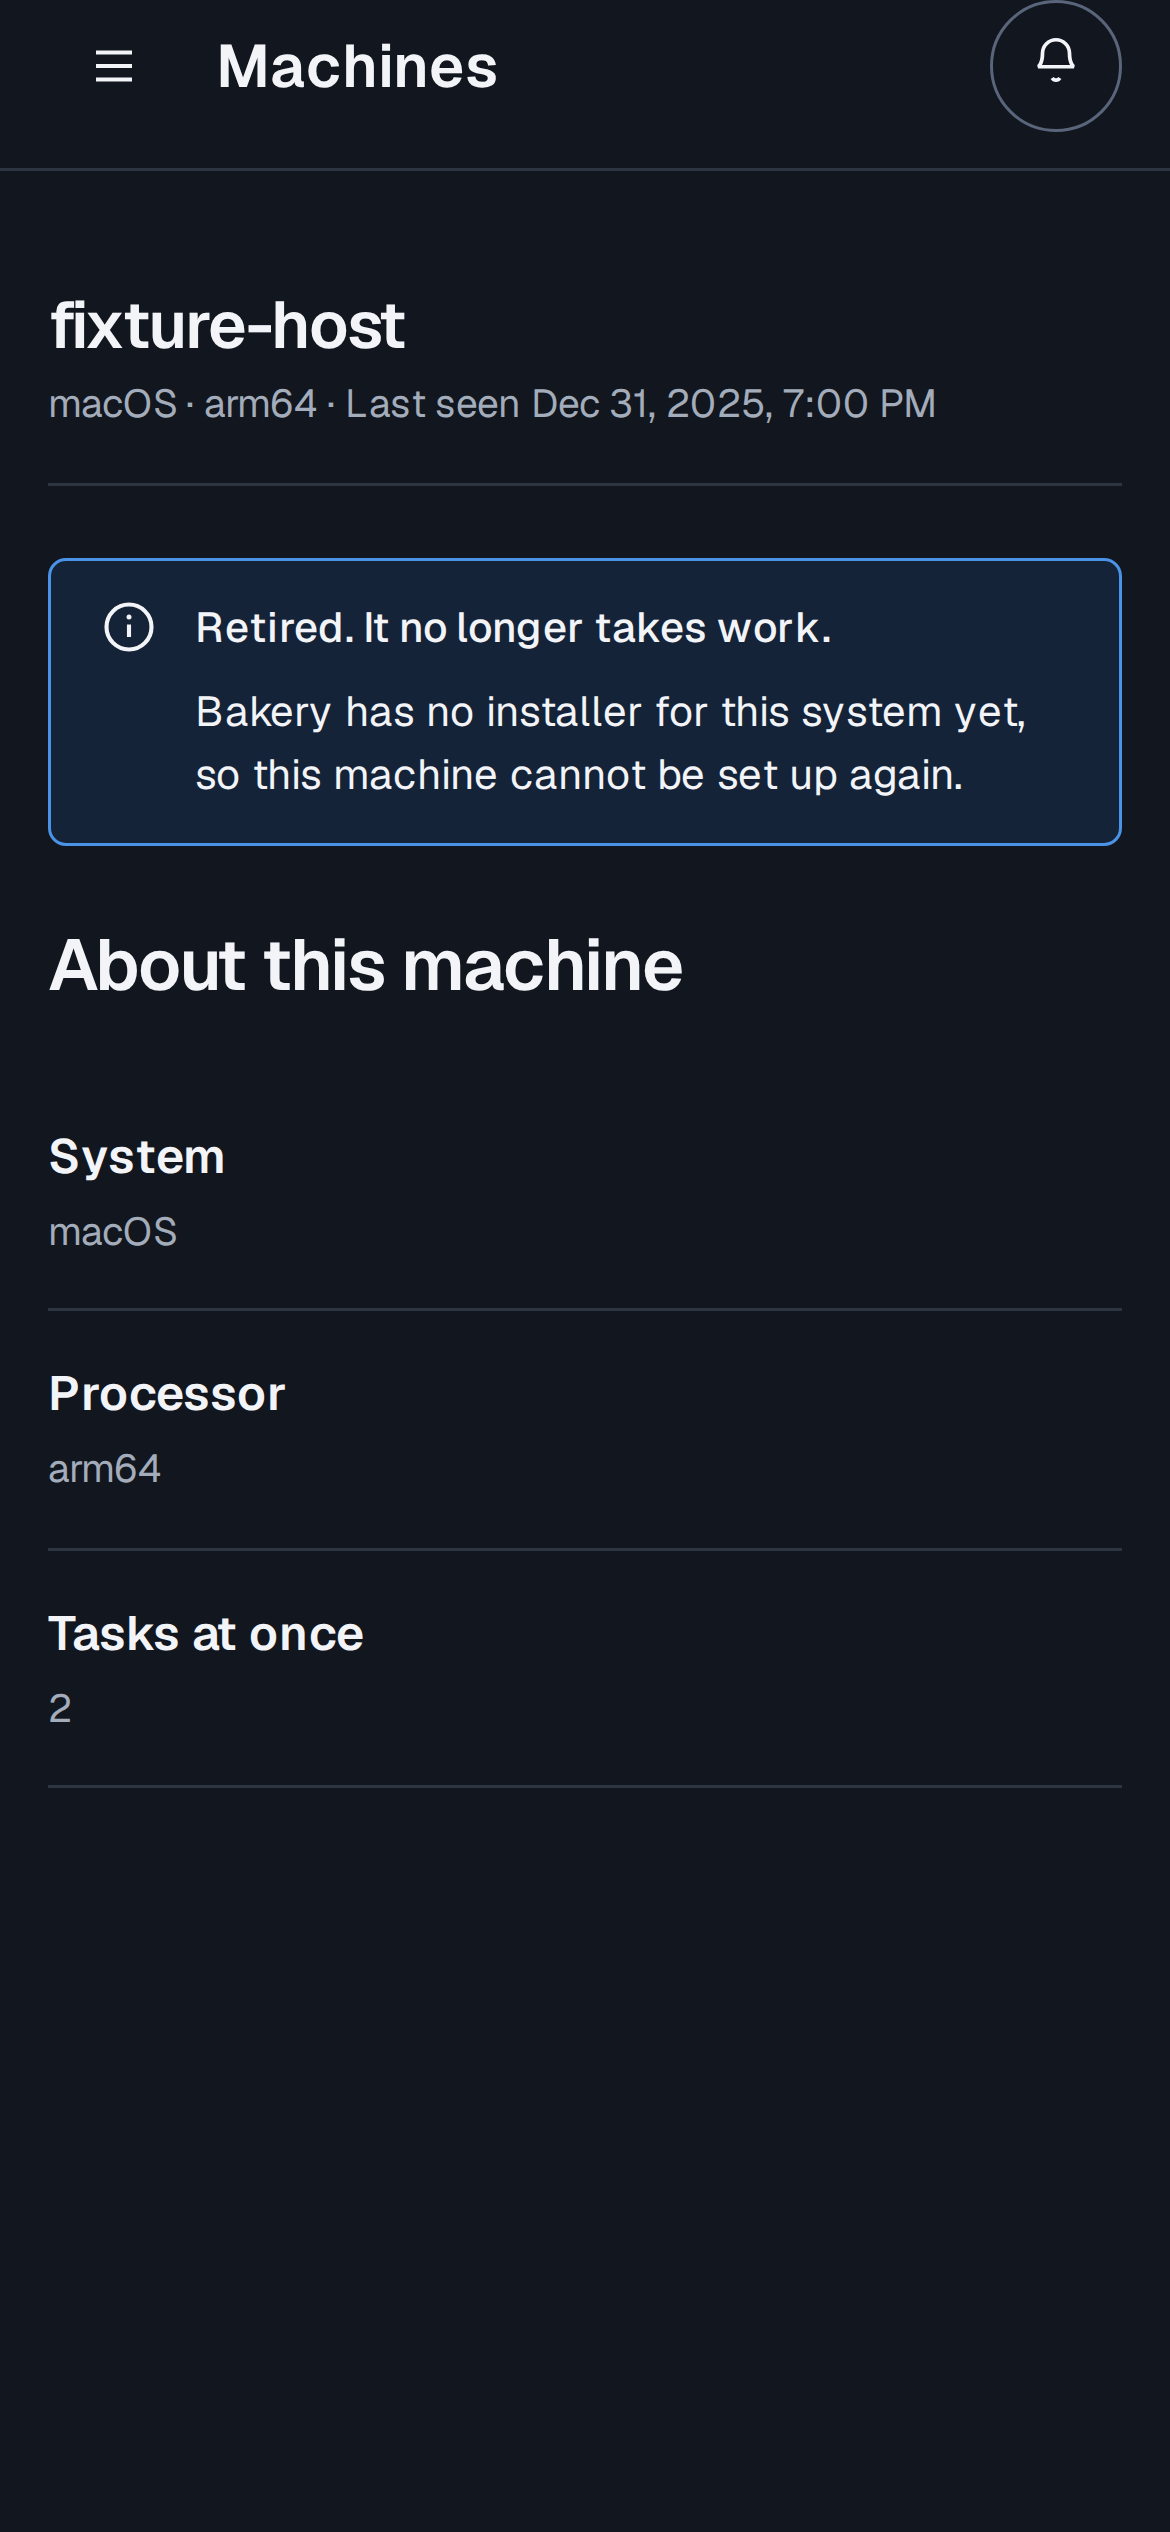 Machines
fixture-host
macOS · arm64 · Last seen Dec 31, 2025, 7:00 PM
Retired. It no longer takes work.
Bakery has no installer for this system yet,
so this machine cannot be set up again.
About this machine
System
macOS
Processor
arm64
Tasks at once
2